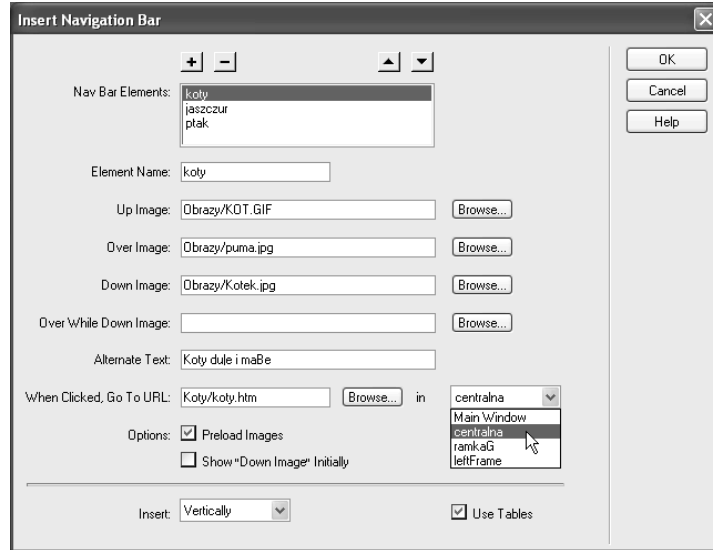 Insert Navigation Bar
OK
Cancel
Help
Nav Bar Elements:
koty
jaszczur
ptak
Element Name: koty
Up Image: Obrazy/KOT.GIF Browse...
Over Image: Obrazy/puma.jpg Browse...
Down Image: Obrazy/Kotek.jpg Browse...
Over While Down Image: Browse...
Alternate Text: Koty duļe i maBe
When Clicked, Go To URL: Koty/koty.htm Browse... in centralna
Main Window
centralna
ramkaG
leftFrame
Options: Preload Images
Show "Down Image" Initially
Insert: Vertically Use Tables